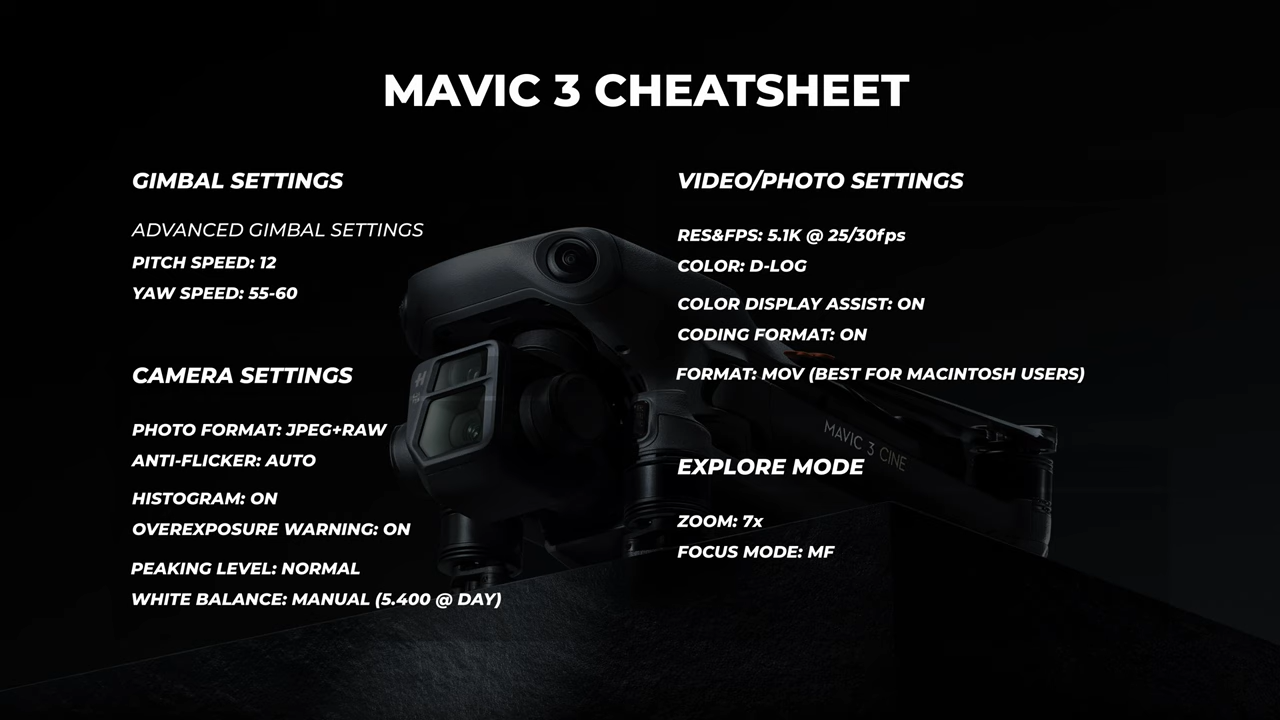 MAVIC 3 CHEATSHEET
GIMBAL SETTINGS
ADVANCED GIMBAL SETTINGS
PITCH SPEED: 12
YAW SPEED: 55-60
CAMERA SETTINGS
PHOTO FORMAT: JPEG+RAW
ANTI-FLICKER: AUTO
HISTOGRAM: ON
OVEREXPOSURE WARNING: ON
PEAKING LEVEL: NORMAL
WHITE BALANCE: MANUAL (5.400 @ DAY)
VIDEO/PHOTO SETTINGS
RES&FPS: 5.1K @ 25/30fps
COLOR: D-LOG
COLOR DISPLAY ASSIST: ON
CODING FORMAT: ON
FORMAT: MOV (BEST FOR MACINTOSH USERS)
EXPLORE MODE
ZOOM: 7x
FOCUS MODE: MF
MAVIC 3 CINE
H